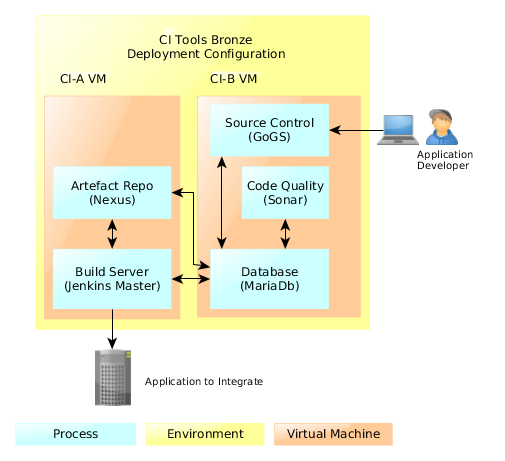 CI Tools Bronze
Deployment Configuration
CI-A VM
CI-B VM
Source Control
(GoGS)
Application
Developer
Artefact Repo
(Nexus)
Code Quality
(Sonar)
Build Server
(Jenkins Master)
Database
(MariaDb)
Application to Integrate
Process
Environment
Virtual Machine